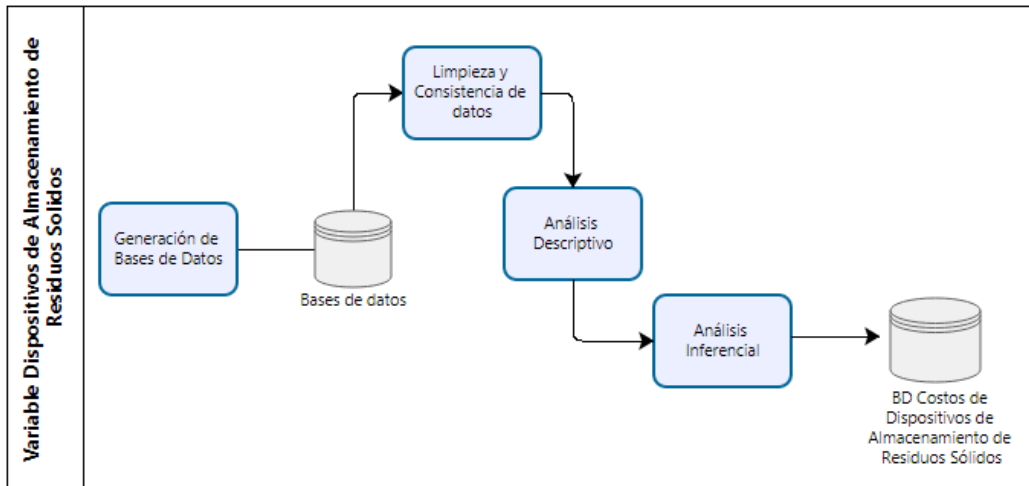 Variable Dispositivos de Almacenamiento de
Residuos Solidos
Generación de
Bases de Datos
Bases de datos
Limpieza y
Consistencia de
datos
Análisis
Descriptivo
Análisis
Inferencial
BD Costos de
Dispositivos de
Almacenamiento de
Residuos Sólidos